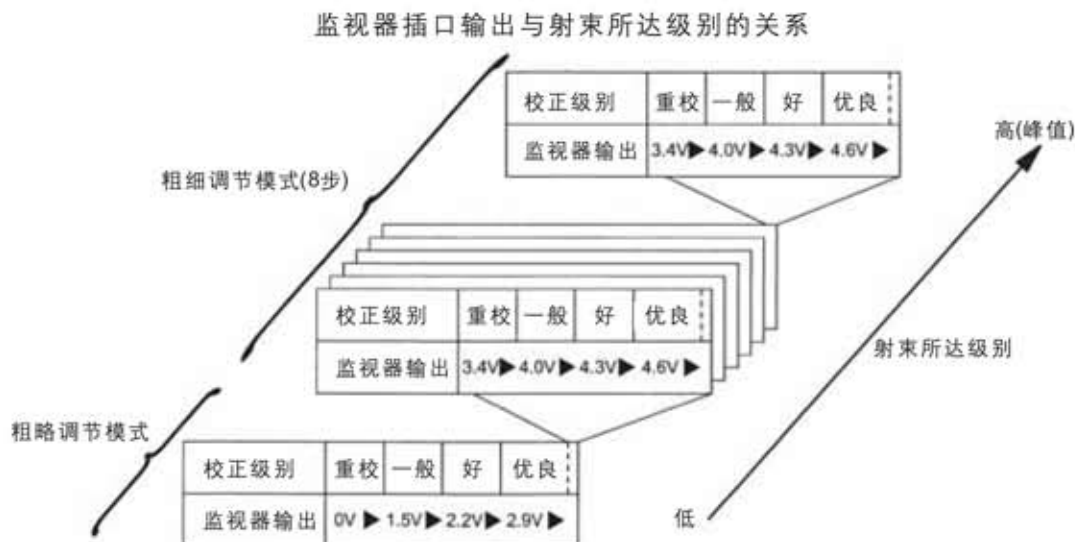 监视器插口输出与射束所达级别的关系
校正级别 重校 一般 好 优良
监视器输出 3.4V▶4.0V▶4.3V▶4.6V▶
高(峰值)
粗细调节模式(8步)
校正级别 重校 一般 好 优良
监视器输出 3.4V▶4.0V▶4.3V▶4.6V▶
射束所达级别
粗略调节模式
校正级别 重校 一般 好 优良
监视器输出 0V▶1.5V▶2.2V▶2.9V▶
低